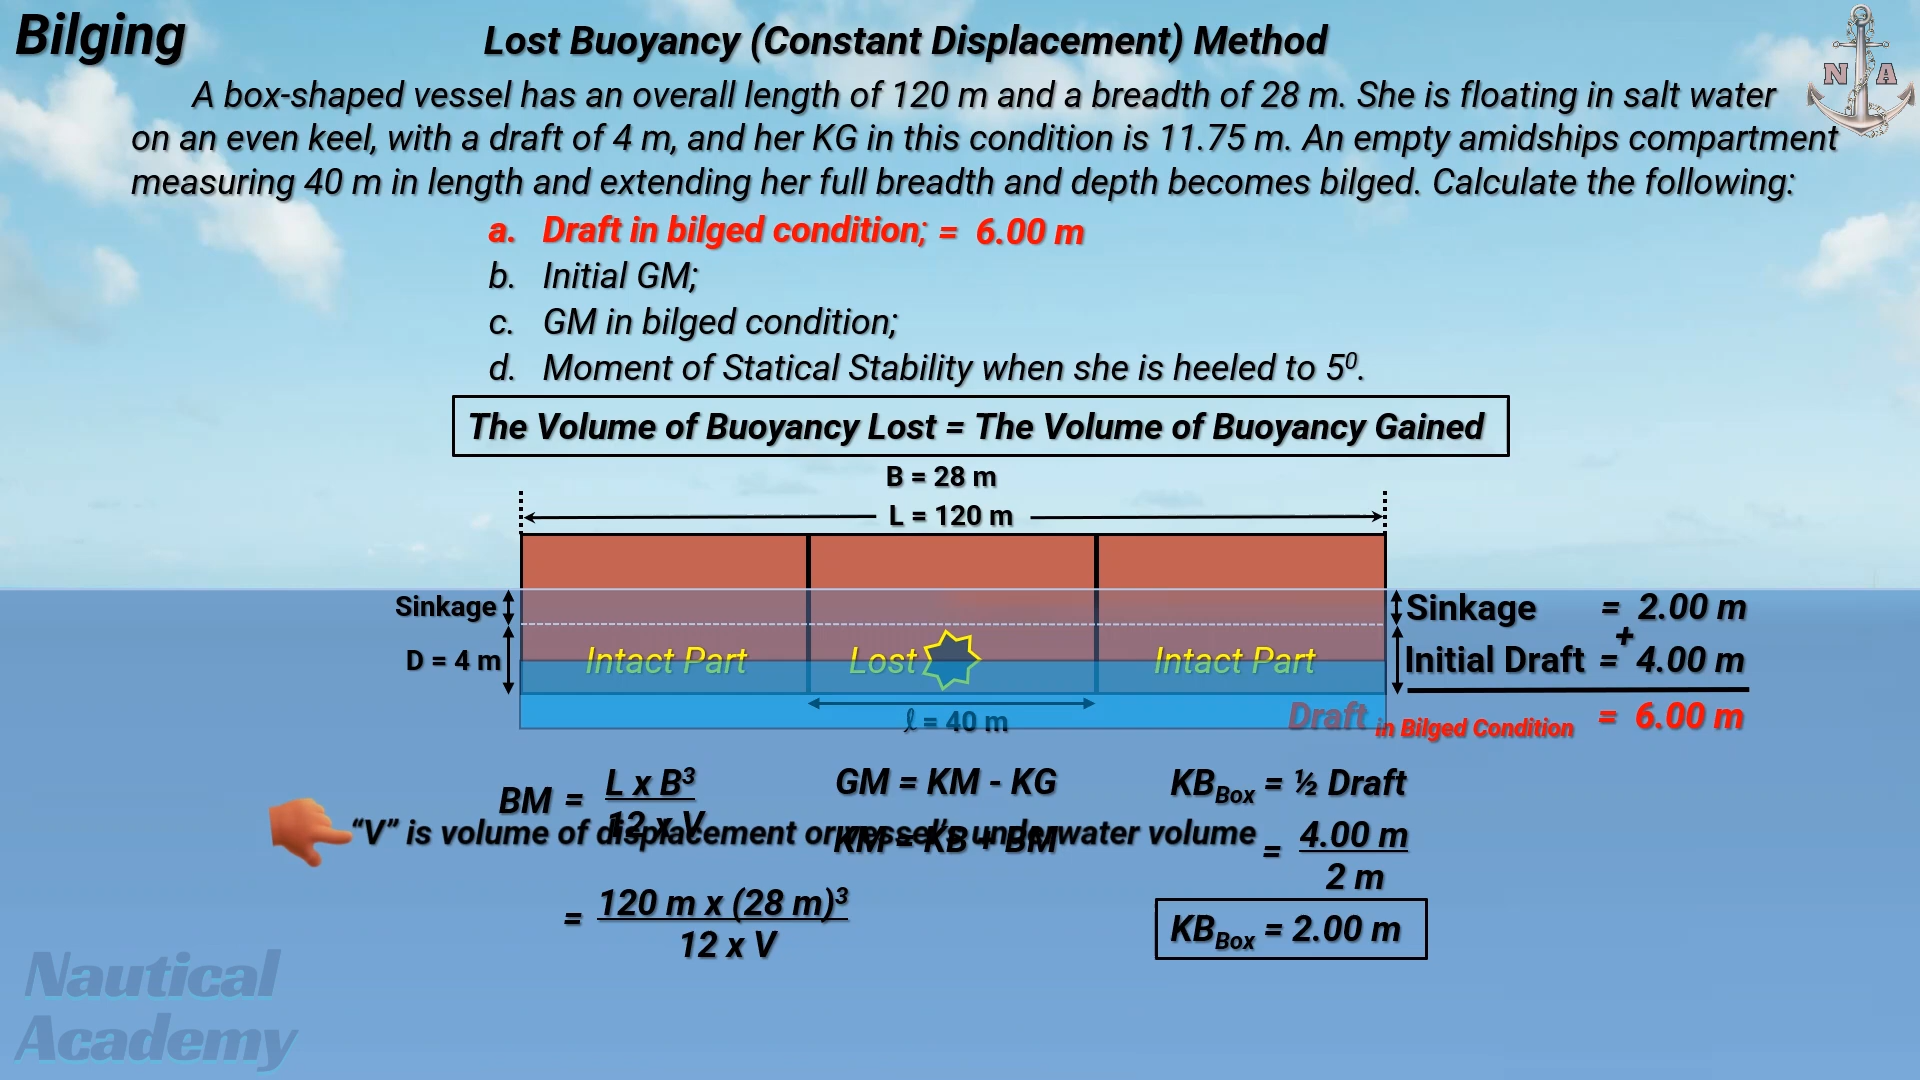 Bilging
Lost Buoyancy (Constant Displacement) Method
N A
A box-shaped vessel has an overall length of 120 m and a breadth of 28 m. She is floating in salt water
on an even keel, with a draft of 4 m, and her KG in this condition is 11.75 m. An empty amidships compartment
measuring 40 m in length and extending her full breadth and depth becomes bilged. Calculate the following:
a. Draft in bilged condition; = 6.00 m
b. Initial GM;
c. GM in bilged condition;
d. Moment of Statical Stability when she is heeled to 5⁰.
The Volume of Buoyancy Lost = The Volume of Buoyancy Gained
B = 28 m
L = 120 m
Sinkage
Sinkage = 2.00 m
+
D = 4 m
Intact Part
Lost
Intact Part
Initial Draft = 4.00 m
ℓ = 40 m
Draft in Bilged Condition = 6.00 m
BM = L x B³
12 x V
GM = KM - KG
KM = KB + BM
KB Box = ½ Draft
"V" is volume of displacement or vessel's underwater volume
= 4.00 m
2 m
= 120 m x (28 m)³
12 x V
KB Box = 2.00 m
Nautical
Academy